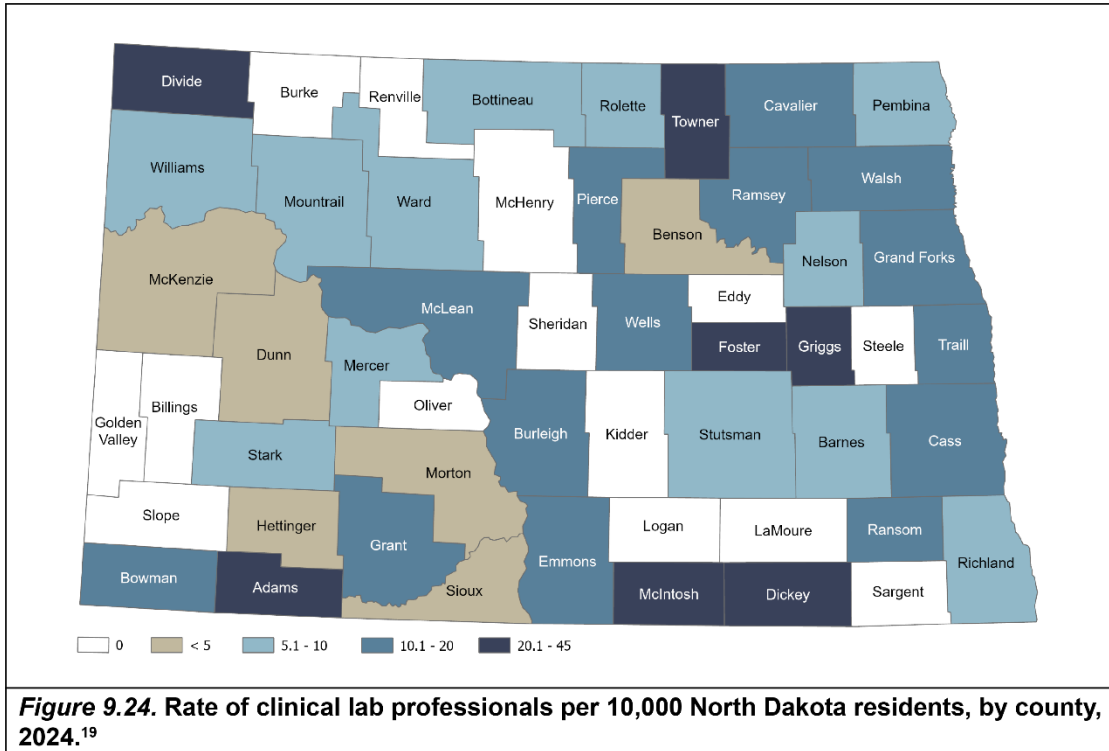 Divide
Burke
Renville
Bottineau
Rolette
Towner
Cavalier
Pembina
Williams
Mountrail
Ward
McHenry
Pierce
Benson
Ramsey
Walsh
Nelson
Grand Forks
McKenzie
Dunn
McLean
Sheridan
Wells
Eddy
Foster
Griggs
Steele
Traill
Golden
Valley
Billings
Mercer
Oliver
Stark
Morton
Burleigh
Kidder
Stutsman
Barnes
Cass
Slope
Hettinger
Grant
Sioux
Emmons
Logan
LaMoure
Ransom
Richland
Bowman
Adams
McIntosh
Dickey
Sargent
0 < 5 5.1 - 10 10.1 - 20 20.1 - 45
Figure 9.24. Rate of clinical lab professionals per 10,000 North Dakota residents, by county,
2024.¹⁹